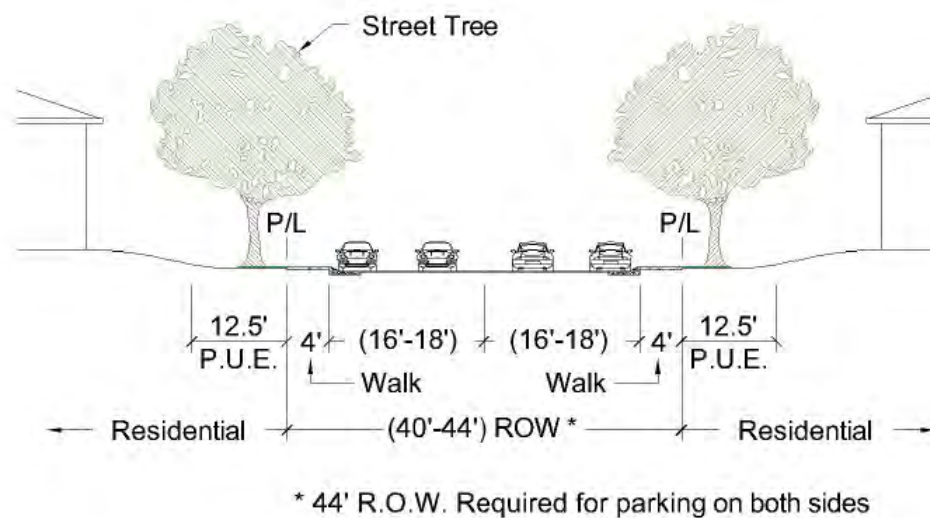 Street Tree
P/L P/L
12.5' 4' (16'-18') (16'-18') 4' 12.5'
P.U.E. P.U.E.
Walk Walk
Residential (40'-44') ROW * Residential
* 44' R.O.W. Required for parking on both sides